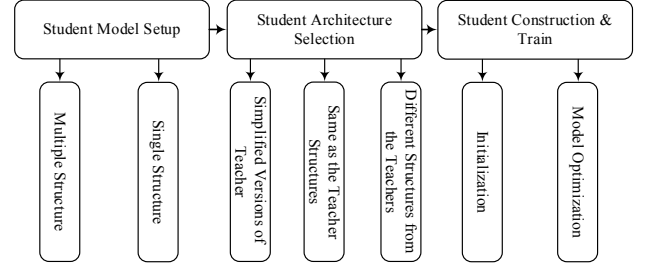 Student Model Setup
Student Architecture
Selection
Student Construction &
Train
Multiple Structure
Single Structure
Simplified Versions of
Teacher
Same as the Teacher
Structures
Different Structures from
the Teachers
Initialization
Model Optimization